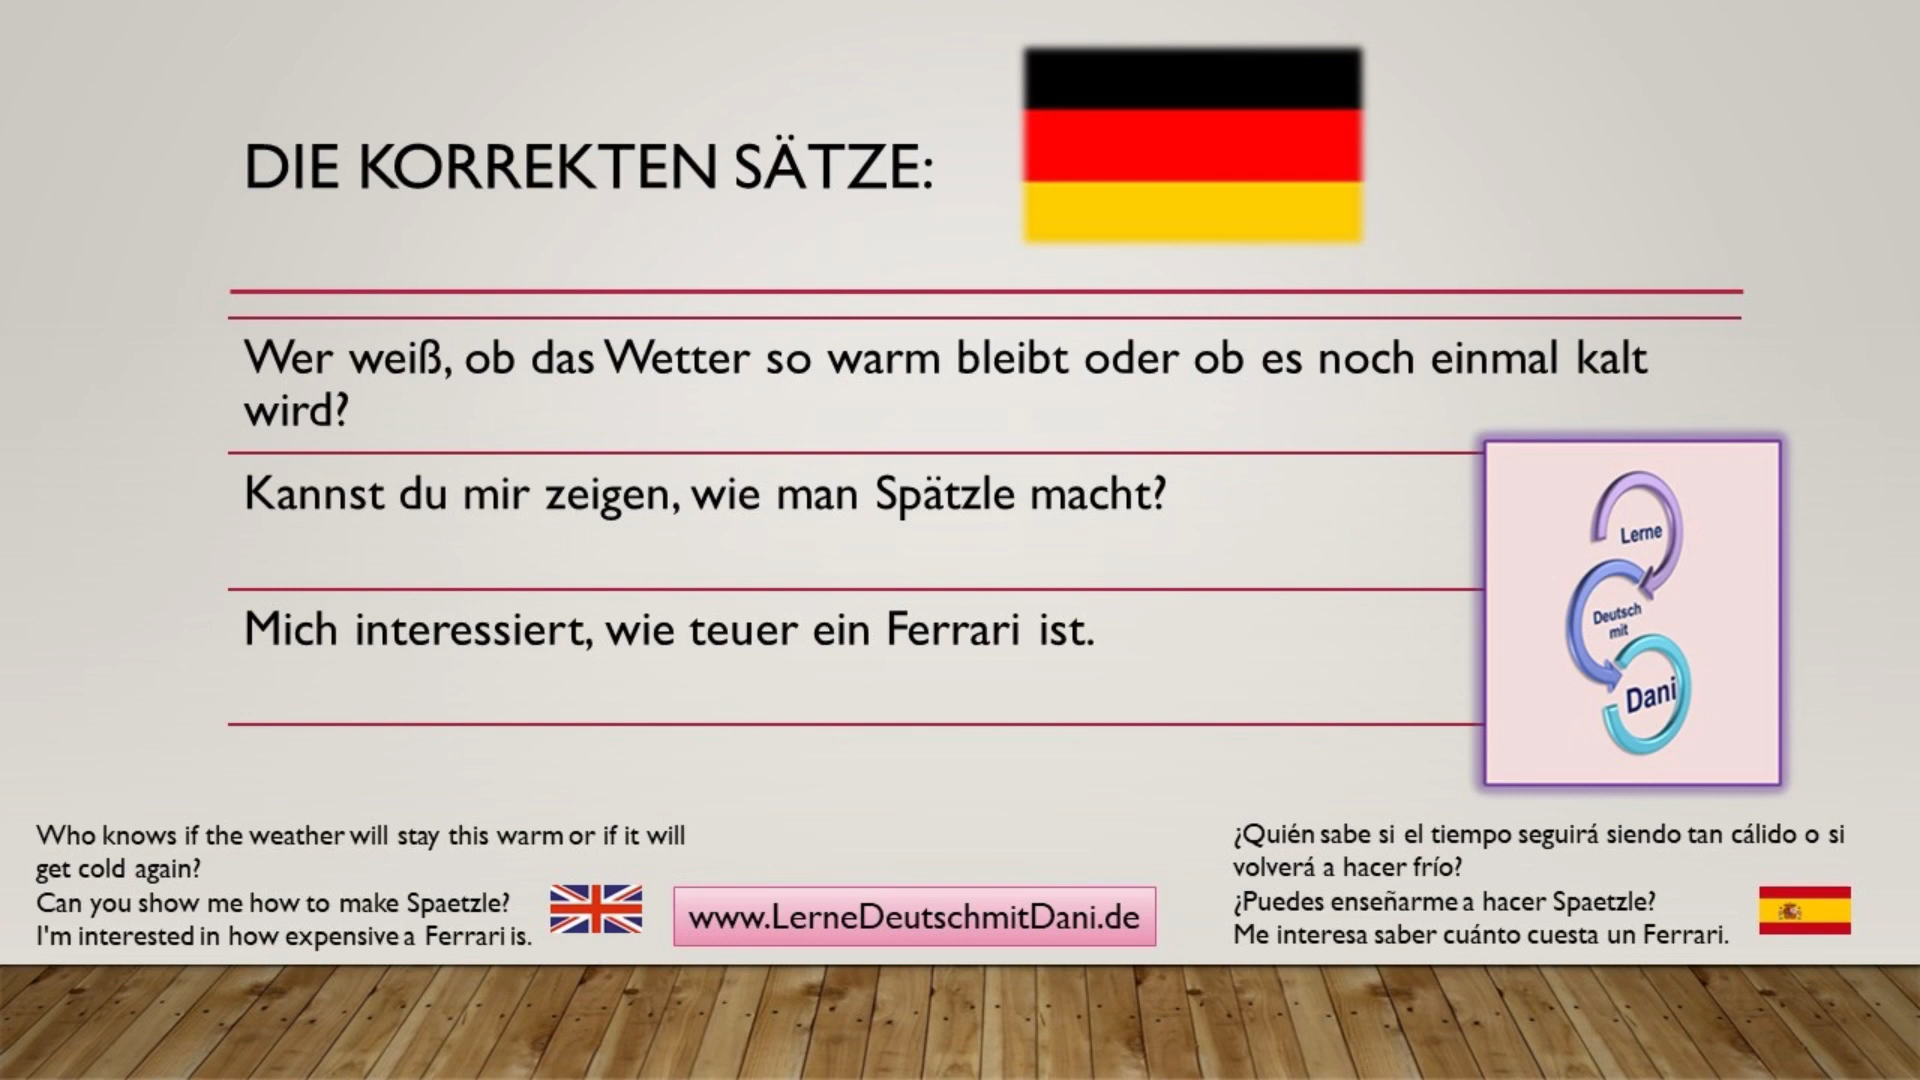 DIE KORREKTEN SÄTZE:
Wer weiß, ob das Wetter so warm bleibt oder ob es noch einmal kalt
wird?
Kannst du mir zeigen, wie man Spätzle macht?
Mich interessiert, wie teuer ein Ferrari ist.
Lerne
Deutsch
mit
Dani
Who knows if the weather will stay this warm or if it will
get cold again?
Can you show me how to make Spaetzle?
I'm interested in how expensive a Ferrari is.
www.LerneDeutschmitDani.de
¿Quién sabe si el tiempo seguirá siendo tan cálido o si
volverá a hacer frío?
¿Puedes enseñarme a hacer Spaetzle?
Me interesa saber cuánto cuesta un Ferrari.